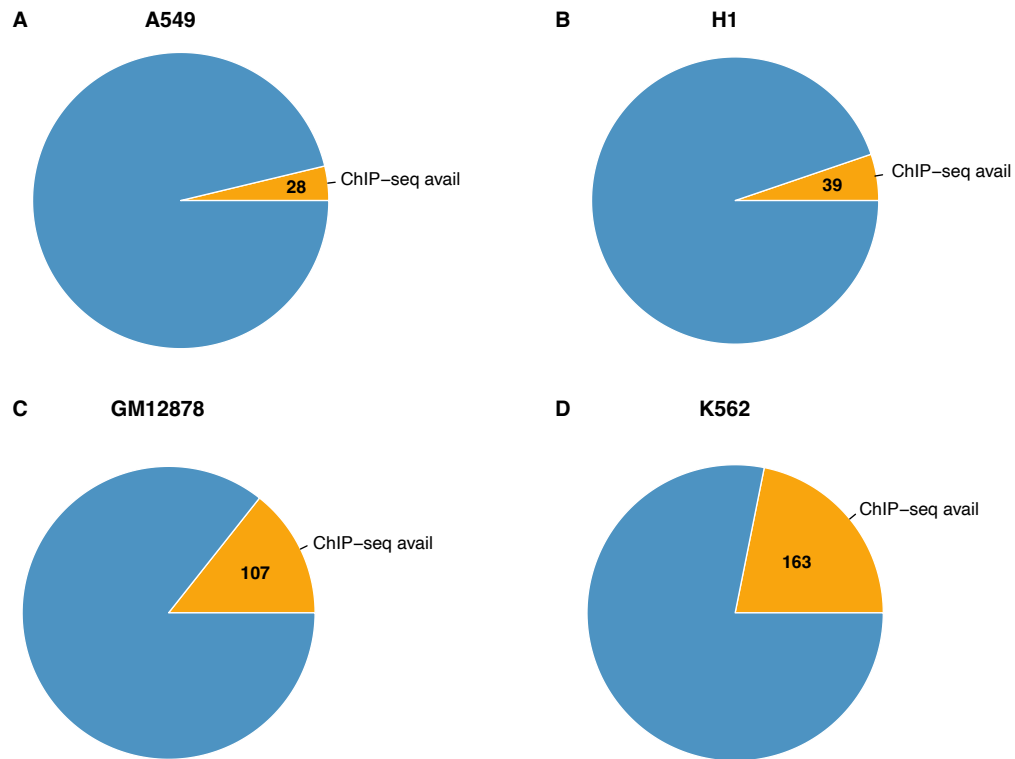 A
A549
28
ChIP−seq avail
B
H1
39
ChIP−seq avail
C
GM12878
107
ChIP−seq avail
D
K562
163
ChIP−seq avail